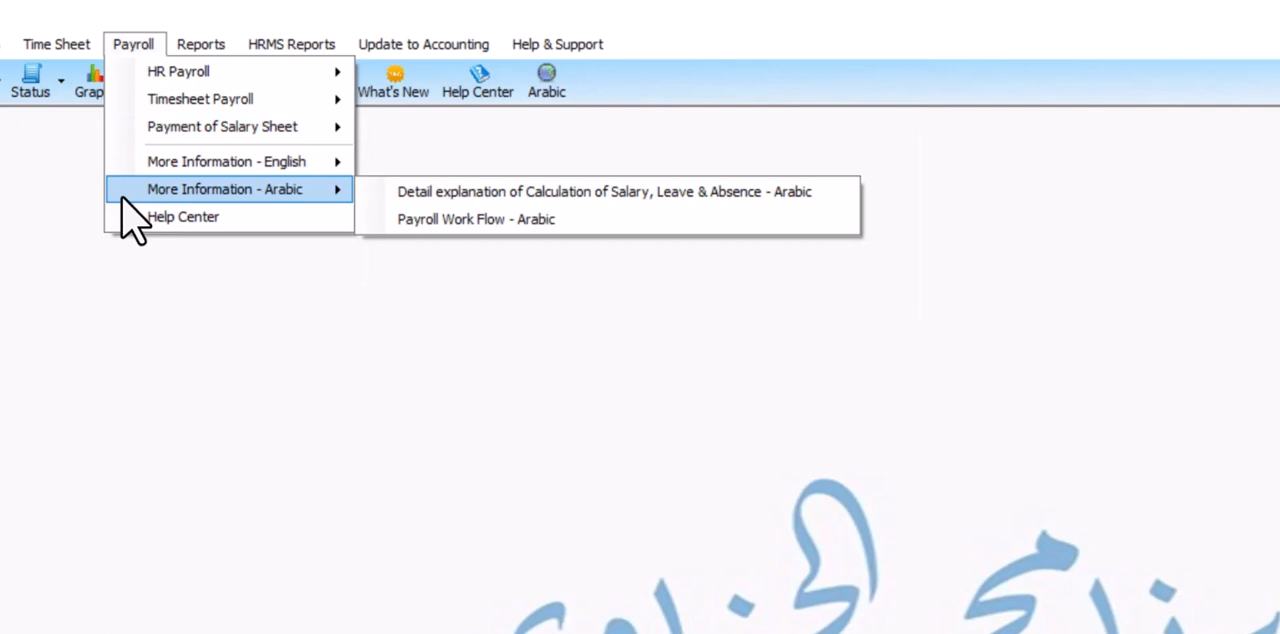 Time Sheet Payroll Reports HRMS Reports Update to Accounting Help & Support
Status What's New Help Center Arabic
HR Payroll
Timesheet Payroll
Payment of Salary Sheet
More Information - English
More Information - Arabic
Help Center
Detail explanation of Calculation of Salary, Leave & Absence - Arabic
Payroll Work Flow - Arabic